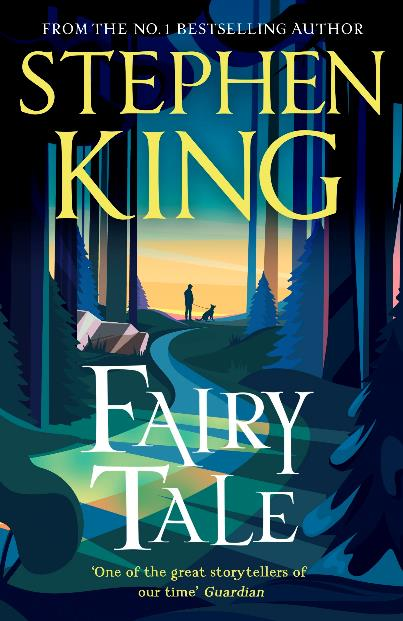 FROM THE NO. 1 BESTSELLING AUTHOR
STEPHEN
KING
FAIRY
TALE
'One of the great storytellers of
our time' Guardian